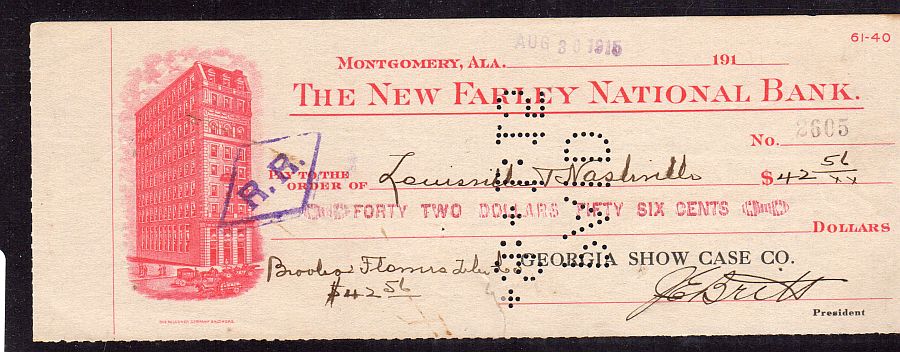 AUG 30 1915
61-40
MONTGOMERY, ALA. 191
THE NEW FARLEY NATIONAL BANK.
No. 2605
PAY TO THE ORDER OF Louisville & Nashville $42 56/xx
R.R.
FORTY TWO DOLLARS FIFTY SIX CENTS
DOLLARS
GEORGIA SHOW CASE CO.
$42 56
J E Britt
President
PAID